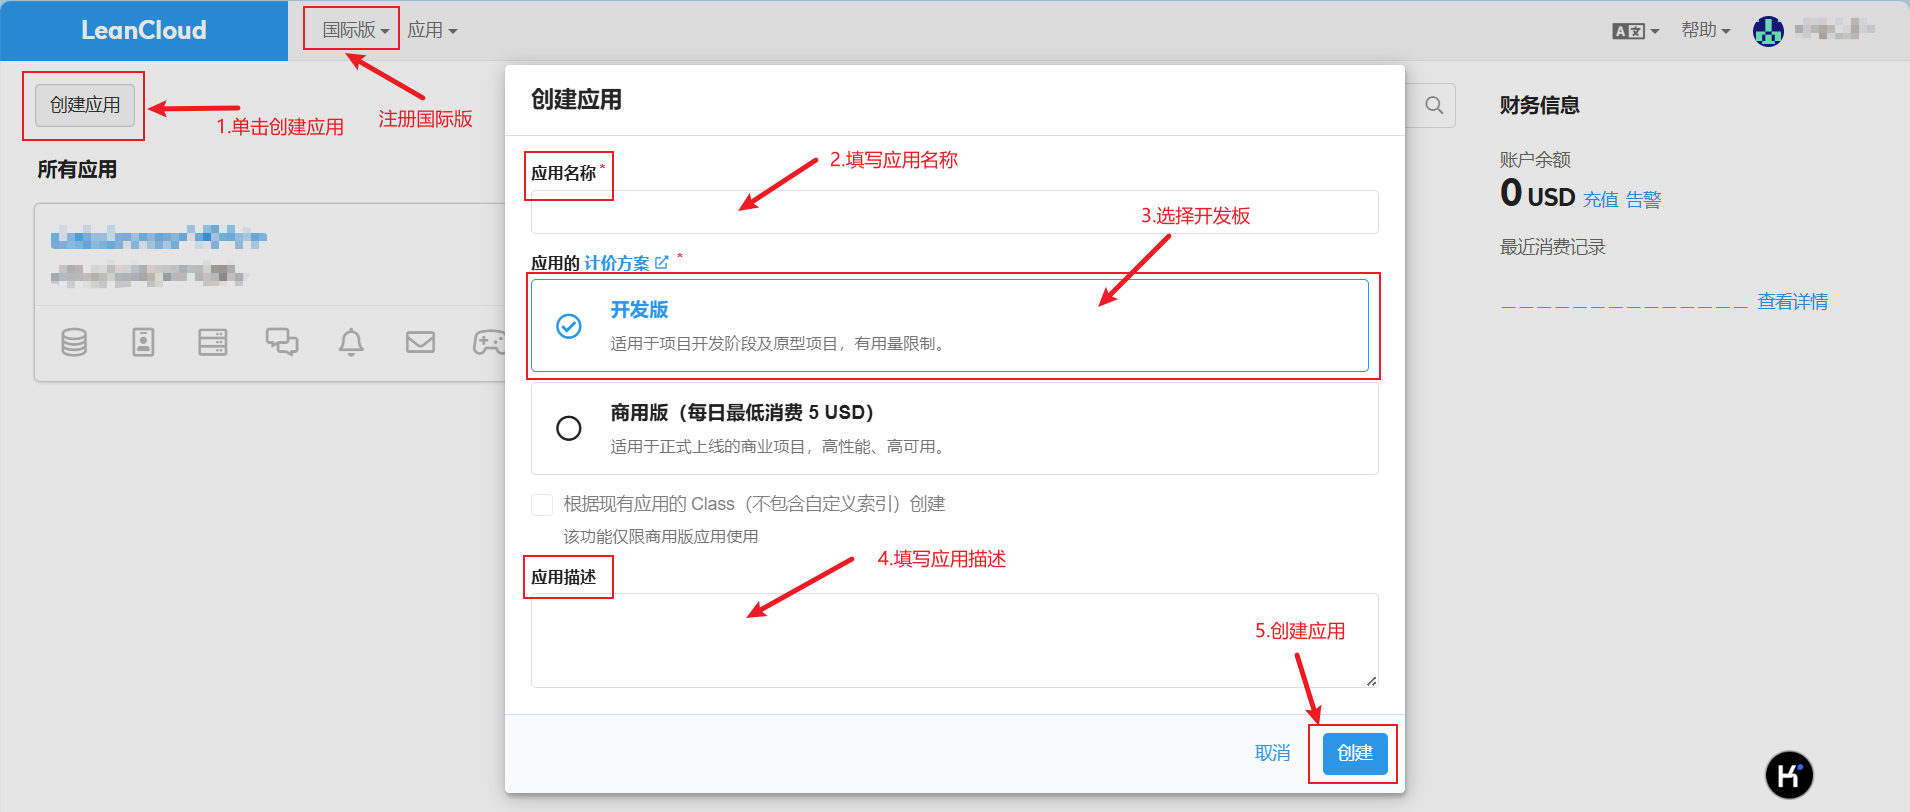 LeanCloud
国际版
应用
A文
帮助
创建应用
1.单击创建应用
注册国际版
所有应用
创建应用
应用名称 *
2.填写应用名称
3.选择开发板
应用的 计价方案 *
开发版
适用于项目开发阶段及原型项目，有用量限制。
商用版（每日最低消费 5 USD）
适用于正式上线的商业项目，高性能、高可用。
根据现有应用的 Class（不包含自定义索引）创建
该功能仅限商用版应用使用
应用描述
4.填写应用描述
5.创建应用
取消
创建
财务信息
账户余额
0 USD 充值 告警
最近消费记录
查看详情
K